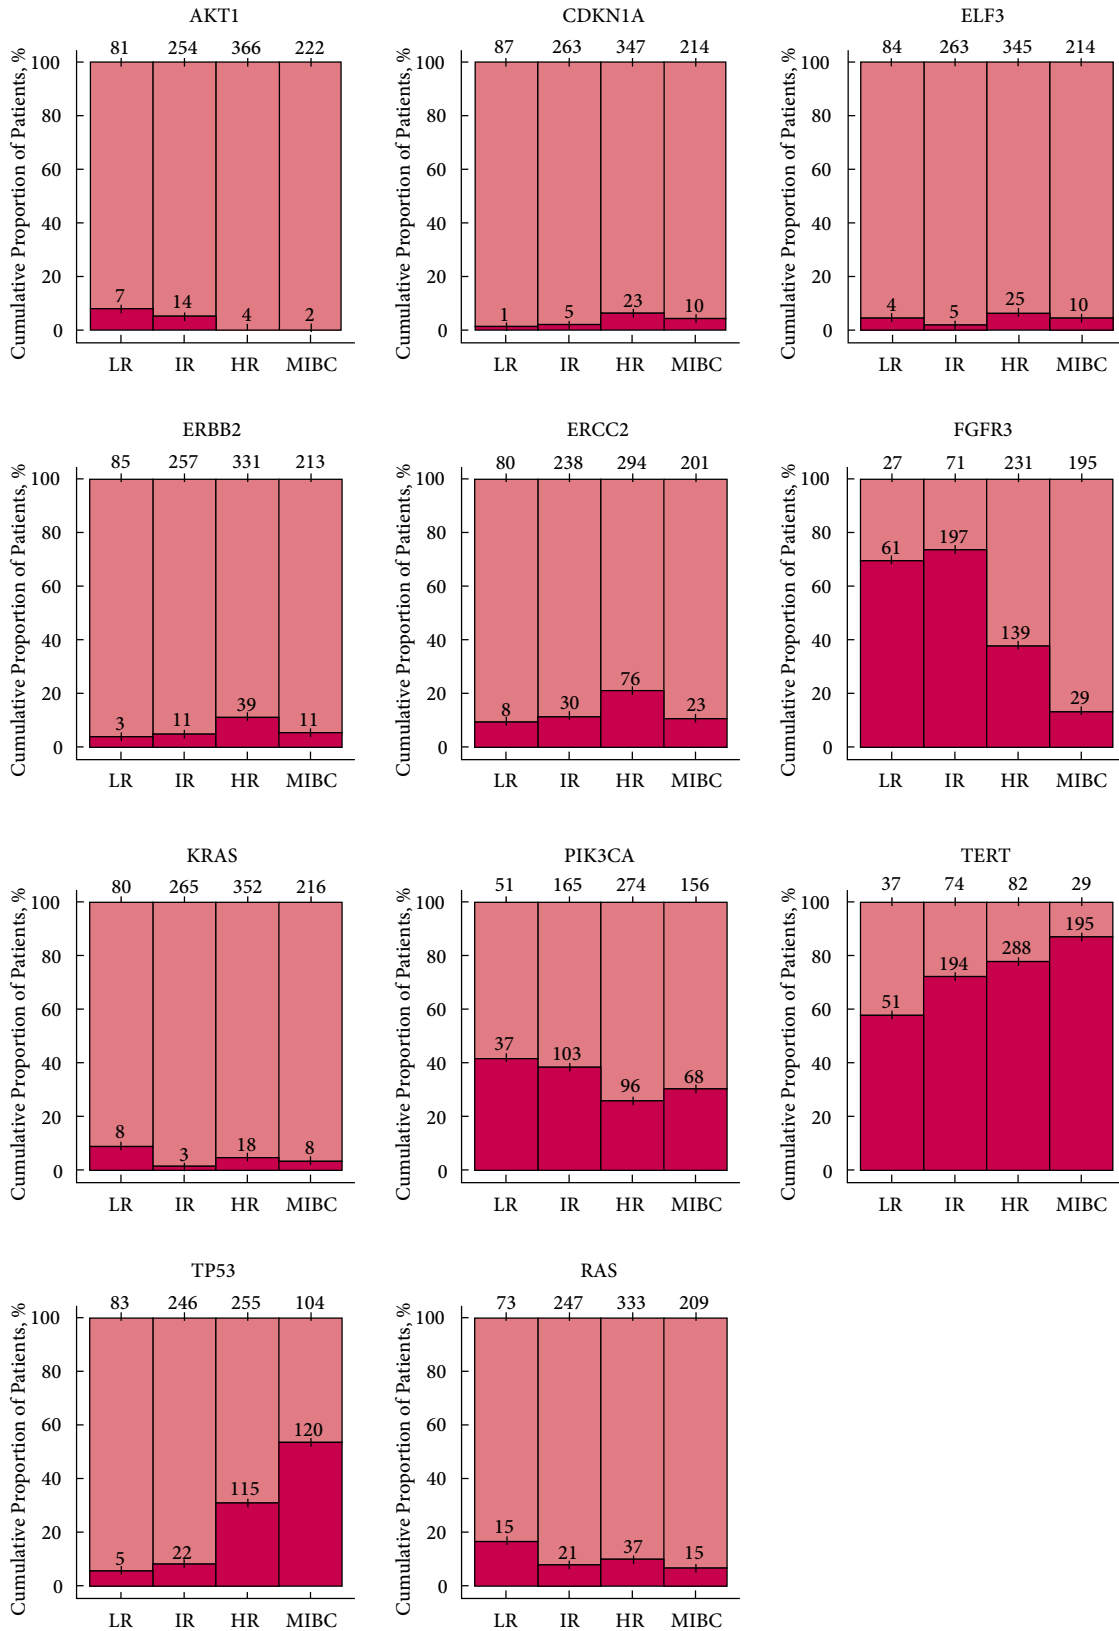 AKT1
81 254 366 222
Cumulative Proportion of Patients, %
100
80
60
40
20
0
7 14 4 2
LR IR HR MIBC
CDKN1A
87 263 347 214
Cumulative Proportion of Patients, %
100
80
60
40
20
0
1 5 23 10
LR IR HR MIBC
ELF3
84 263 345 214
Cumulative Proportion of Patients, %
100
80
60
40
20
0
4 5 25 10
LR IR HR MIBC
ERBB2
85 257 331 213
Cumulative Proportion of Patients, %
100
80
60
40
20
0
3 11 39 11
LR IR HR MIBC
ERCC2
80 238 294 201
Cumulative Proportion of Patients, %
100
80
60
40
20
0
8 30 76 23
LR IR HR MIBC
FGFR3
27 71 231 195
Cumulative Proportion of Patients, %
100
80
60
40
20
0
61 197 139 29
LR IR HR MIBC
KRAS
80 265 352 216
Cumulative Proportion of Patients, %
100
80
60
40
20
0
8 3 18 8
LR IR HR MIBC
PIK3CA
51 165 274 156
Cumulative Proportion of Patients, %
100
80
60
40
20
0
37 103 96 68
LR IR HR MIBC
TERT
37 74 82 29
Cumulative Proportion of Patients, %
100
80
60
40
20
0
51 194 288 195
LR IR HR MIBC
TP53
83 246 255 104
Cumulative Proportion of Patients, %
100
80
60
40
20
0
5 22 115 120
LR IR HR MIBC
RAS
73 247 333 209
Cumulative Proportion of Patients, %
100
80
60
40
20
0
15 21 37 15
LR IR HR MIBC